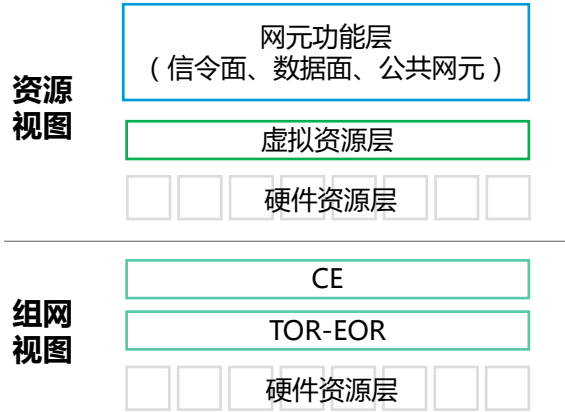 资源
视图
网元功能层
（信令面、数据面、公共网元）
虚拟资源层
硬件资源层
组网
视图
CE
TOR-EOR
硬件资源层